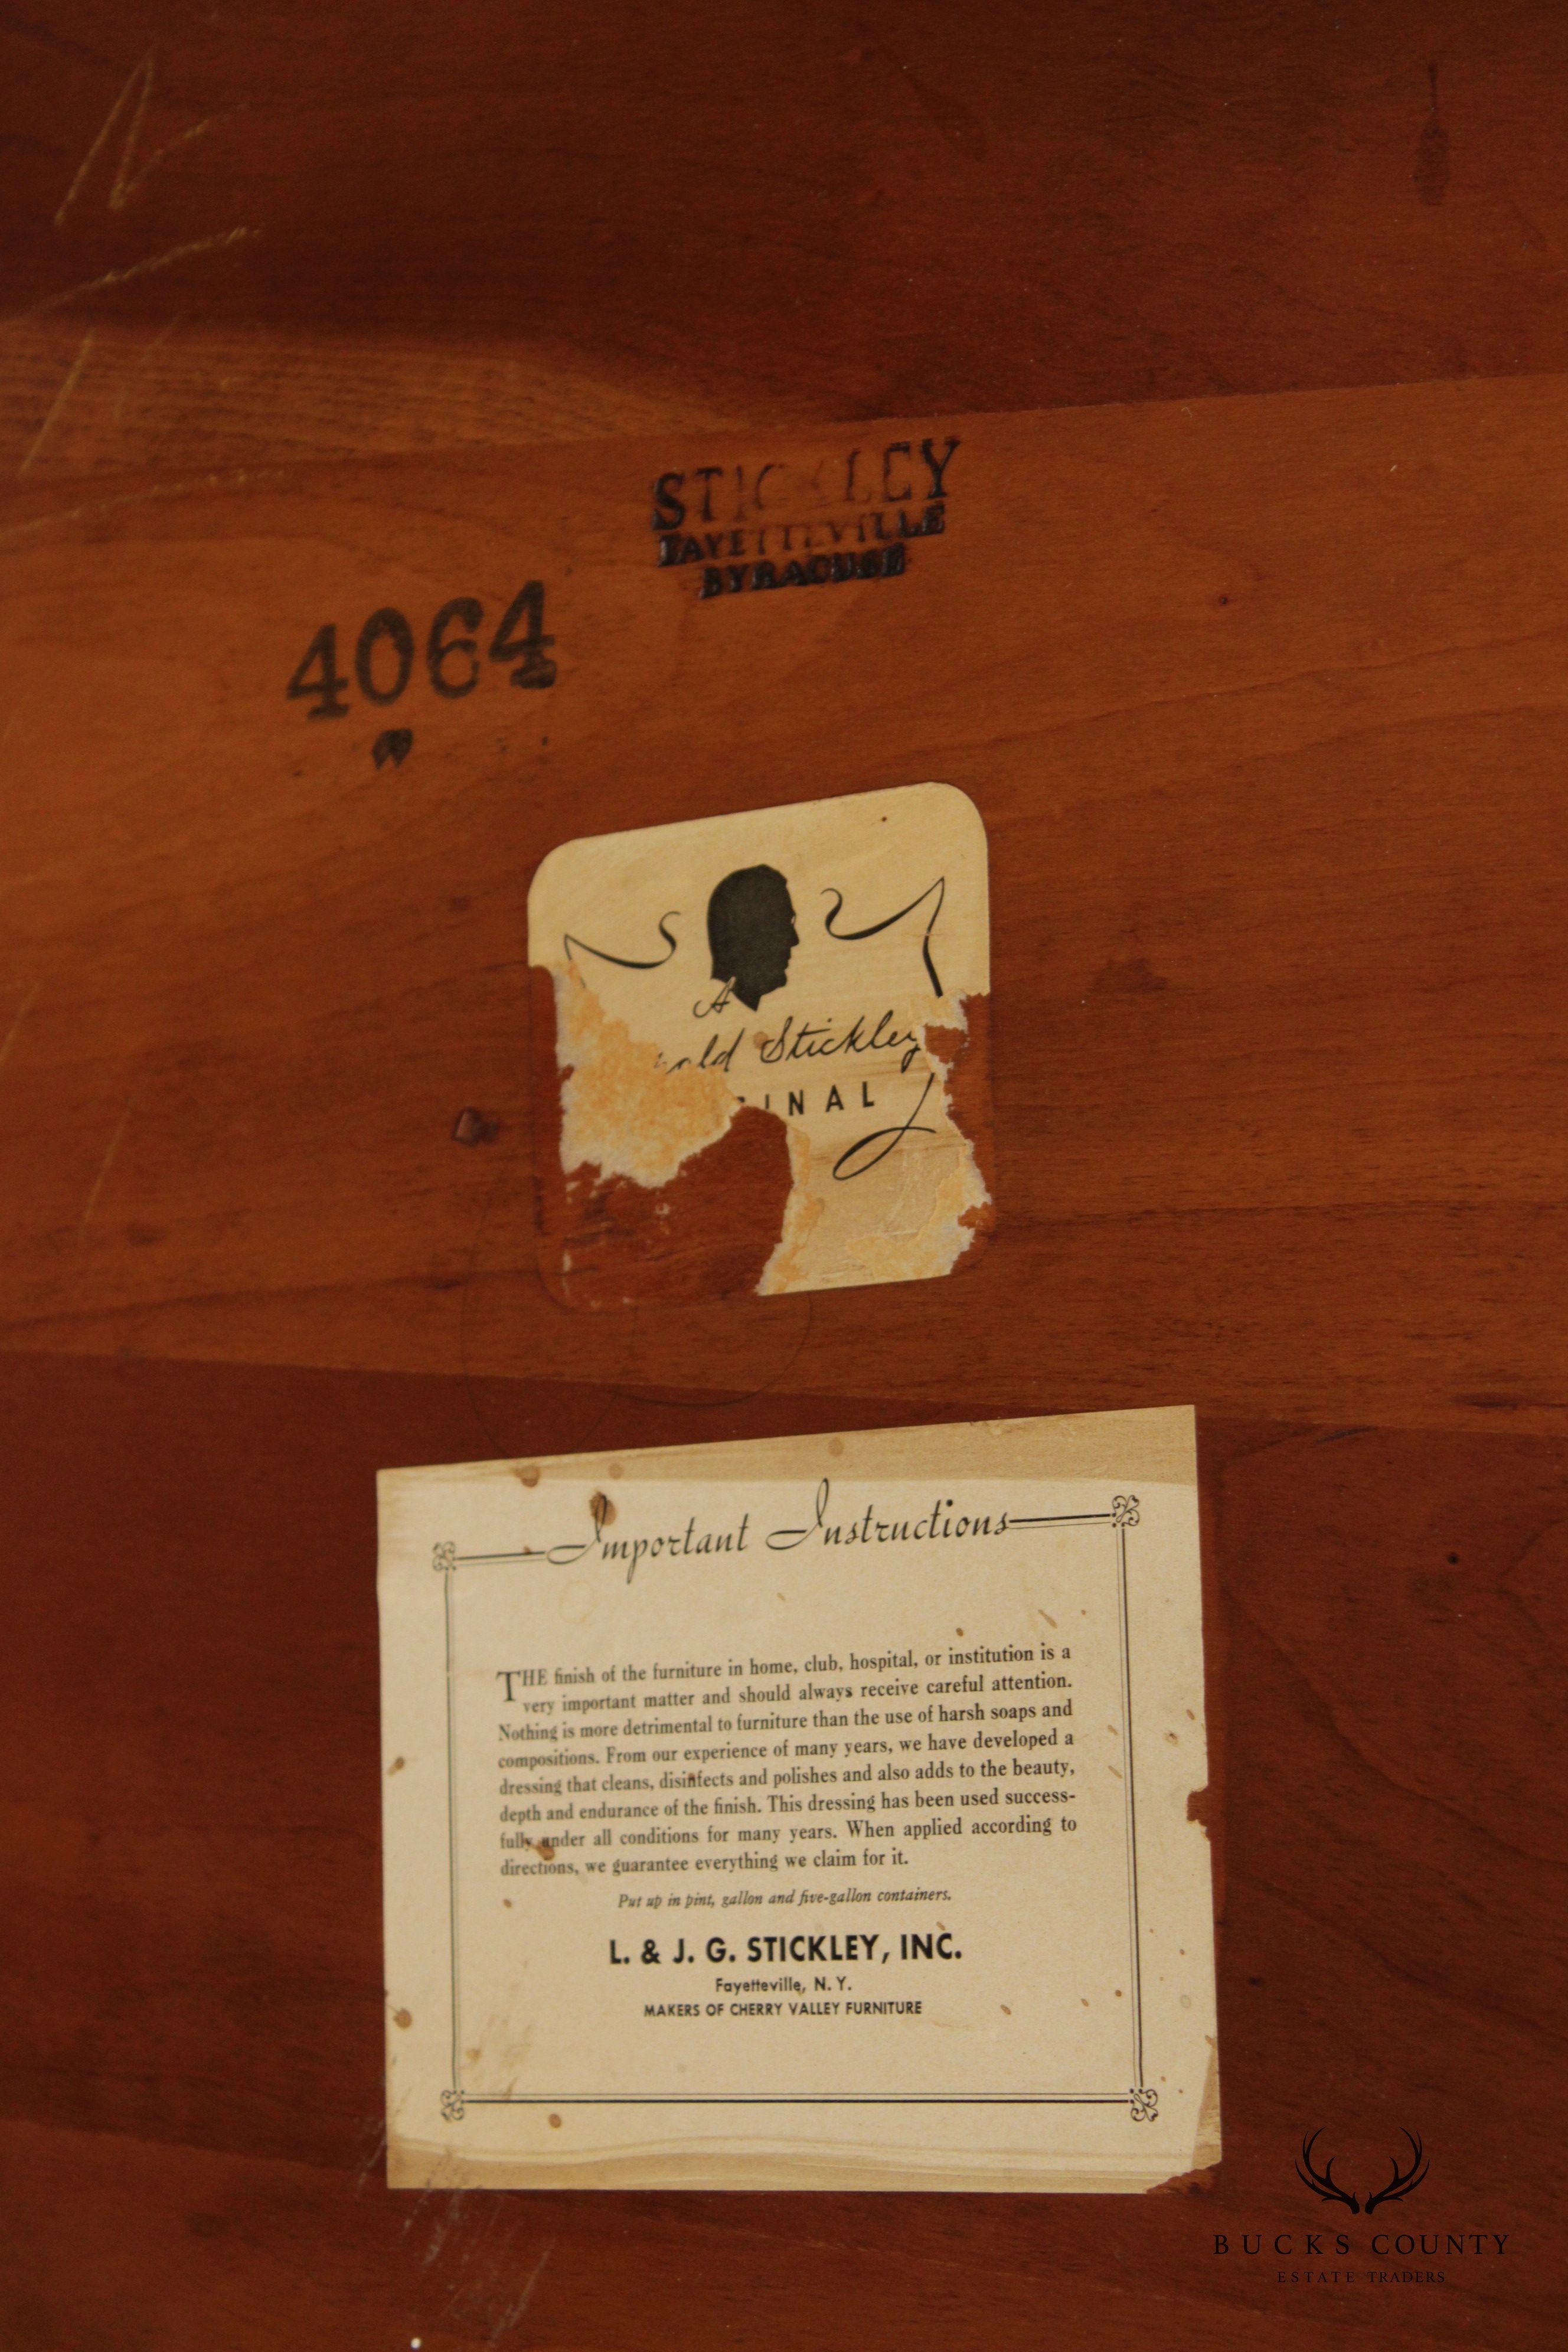 STICKLEY
FAYETTEVILLE
SYRACUSE
4064
A
Stickley
Important Instructions
THE finish of the furniture in home, club, hospital, or institution is a
very important matter and should always receive careful attention.
Nothing is more detrimental to furniture than the use of harsh soaps and
compositions. From our experience of many years, we have developed a
dressing that cleans, disinfects and polishes and also adds to the beauty,
depth and endurance of the finish. This dressing has been used success-
fully under all conditions for many years. When applied according to
directions, we guarantee everything we claim for it.
Put up in pint, gallon and five-gallon containers.
L. & J. G. STICKLEY, INC.
Fayetteville, N. Y.
MAKERS OF CHERRY VALLEY FURNITURE
BUCKS COUNTY
ESTATE TRADERS